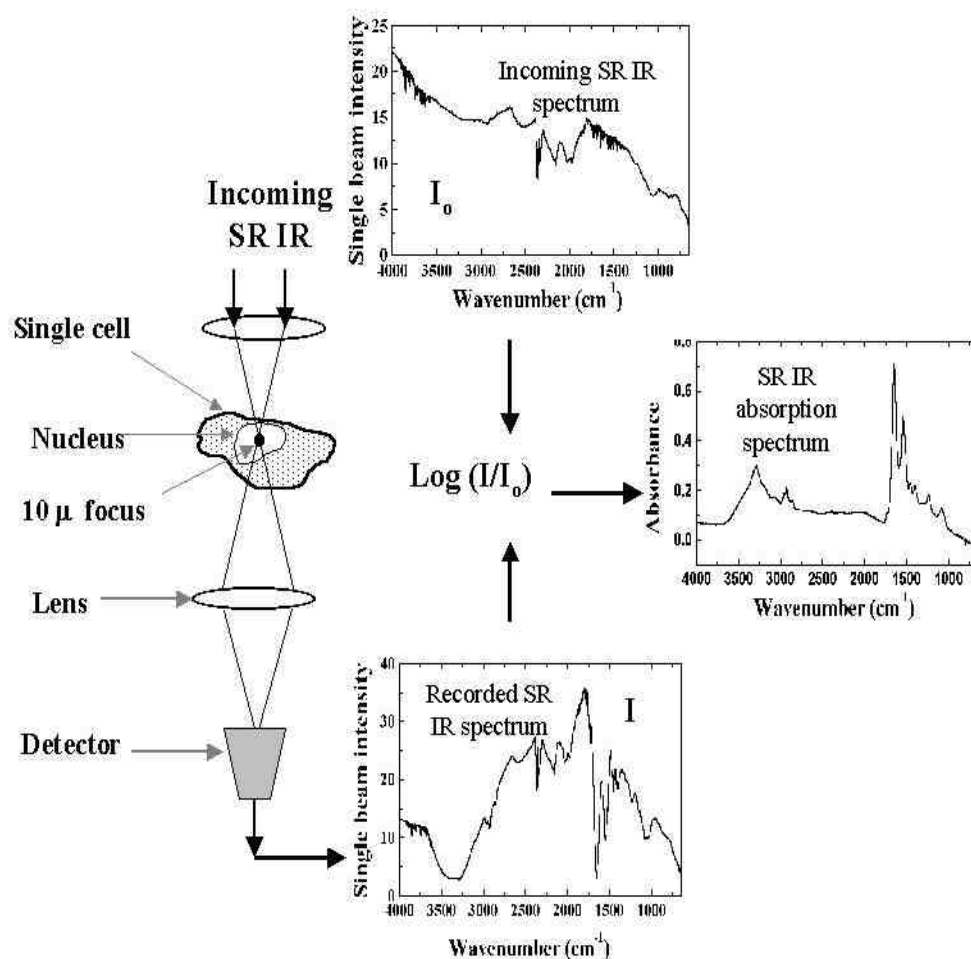 25
20
15
10
5
0
Single beam intensity
Incoming SR IR
spectrum
I₀
4000 3500 3000 2500 2000 1500 1000
Wavenumber (cm⁻¹)
Incoming
SR IR
Single cell
Nucleus
10 μ focus
Lens
Detector
Log (I/I₀)
0.8
0.6
0.4
0.2
0.0
Absorbance
SR IR
absorption
spectrum
4000 3500 3000 2500 2000 1500 1000
Wavenumber (cm⁻¹)
40
30
20
10
0
Single beam intensity
Recorded SR
IR spectrum
I
4000 3500 3000 2500 2000 1500 1000
Wavenumber (cm⁻¹)